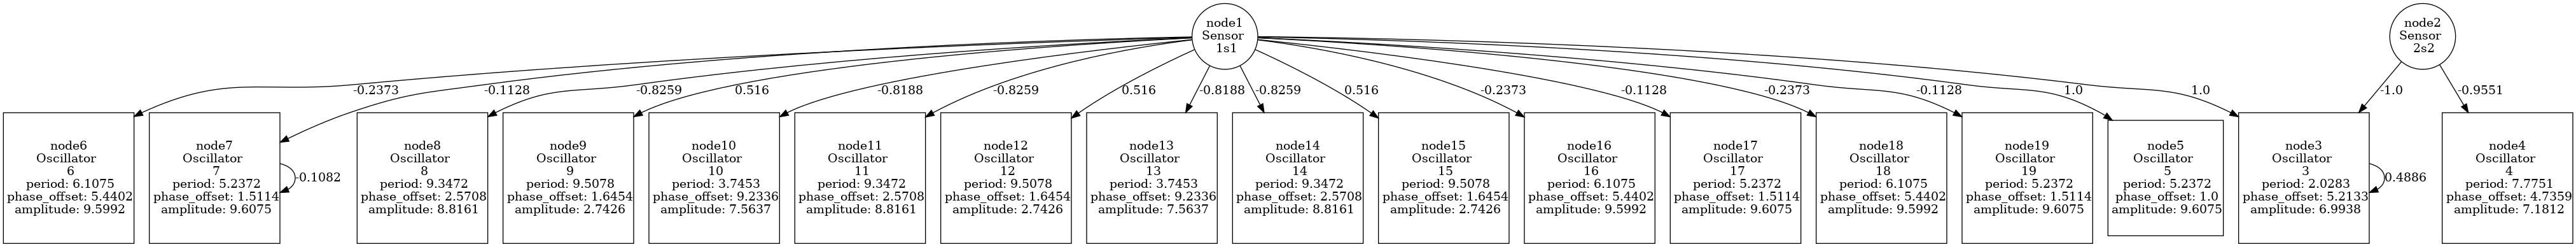 node1
Sensor
1s1
node2
Sensor
2s2
-0.2373
-0.1128
-0.8259
0.516
-0.8188
-0.8259
0.516
-0.8188
-0.8259
0.516
-0.2373
-0.1128
-0.2373
-0.1128
1.0
1.0
-1.0
-0.9551
node6
Oscillator
6
period: 6.1075
phase_offset: 5.4402
amplitude: 9.5992
node7
Oscillator
7
period: 5.2372
phase_offset: 1.5114
amplitude: 9.6075
-0.1082
node8
Oscillator
8
period: 9.3472
phase_offset: 2.5708
amplitude: 8.8161
node9
Oscillator
9
period: 9.5078
phase_offset: 1.6454
amplitude: 2.7426
node10
Oscillator
10
period: 3.7453
phase_offset: 9.2336
amplitude: 7.5637
node11
Oscillator
11
period: 9.3472
phase_offset: 2.5708
amplitude: 8.8161
node12
Oscillator
12
period: 9.5078
phase_offset: 1.6454
amplitude: 2.7426
node13
Oscillator
13
period: 3.7453
phase_offset: 9.2336
amplitude: 7.5637
node14
Oscillator
14
period: 9.3472
phase_offset: 2.5708
amplitude: 8.8161
node15
Oscillator
15
period: 9.5078
phase_offset: 1.6454
amplitude: 2.7426
node16
Oscillator
16
period: 6.1075
phase_offset: 5.4402
amplitude: 9.5992
node17
Oscillator
17
period: 5.2372
phase_offset: 1.5114
amplitude: 9.6075
node18
Oscillator
18
period: 6.1075
phase_offset: 5.4402
amplitude: 9.5992
node19
Oscillator
19
period: 5.2372
phase_offset: 1.5114
amplitude: 9.6075
node5
Oscillator
5
period: 5.2372
phase_offset: 1.0
amplitude: 9.6075
node3
Oscillator
3
period: 2.0283
phase_offset: 5.2133
amplitude: 6.9938
0.4886
node4
Oscillator
4
period: 7.7751
phase_offset: 4.7359
amplitude: 7.1812